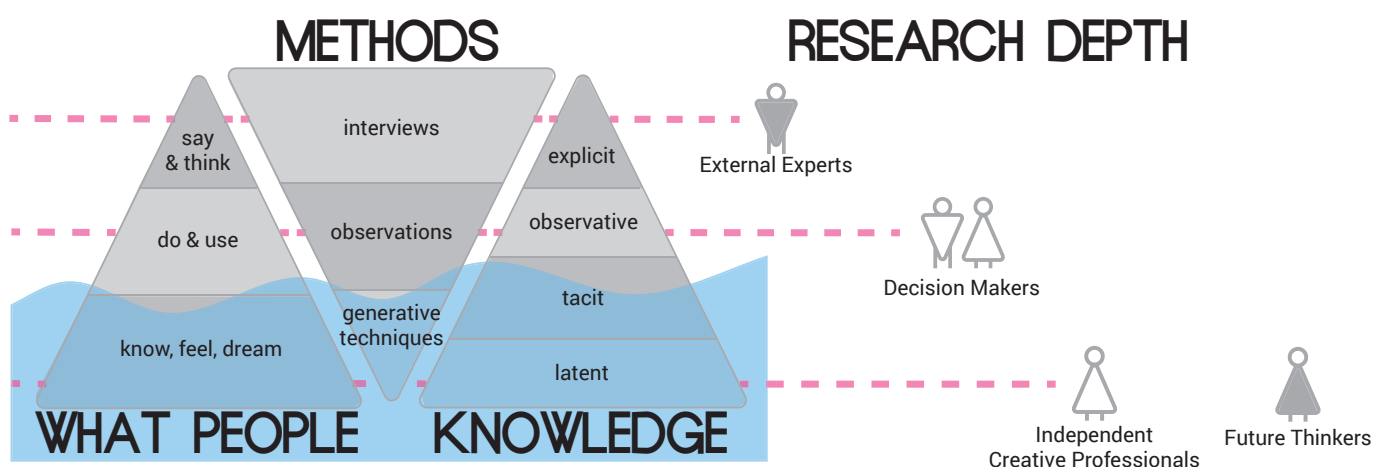 METHODS
RESEARCH DEPTH
say
& think
interviews
explicit
External Experts
do & use
observations
observative
Decision Makers
know, feel, dream
generative
techniques
tacit
latent
WHAT PEOPLE
KNOWLEDGE
Independent
Creative Professionals
Future Thinkers